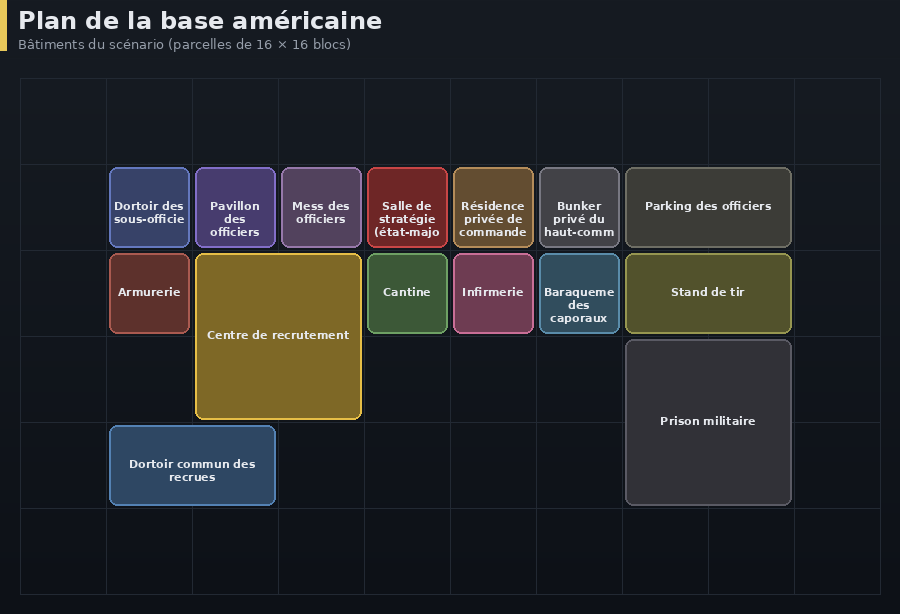 Plan de la base américaine
Bâtiments du scénario (parcelles de 16 × 16 blocs)
Dortoir des
sous-officie
Pavillon
des
officiers
Mess des
officiers
Salle de
stratégie
(état-majo
Résidence
privée de
commande
Bunker
privé du
haut-comm
Parking des officiers
Armurerie
Centre de recrutement
Cantine
Infirmerie
Baraqueme
des
caporaux
Stand de tir
Prison militaire
Dortoir commun des
recrues